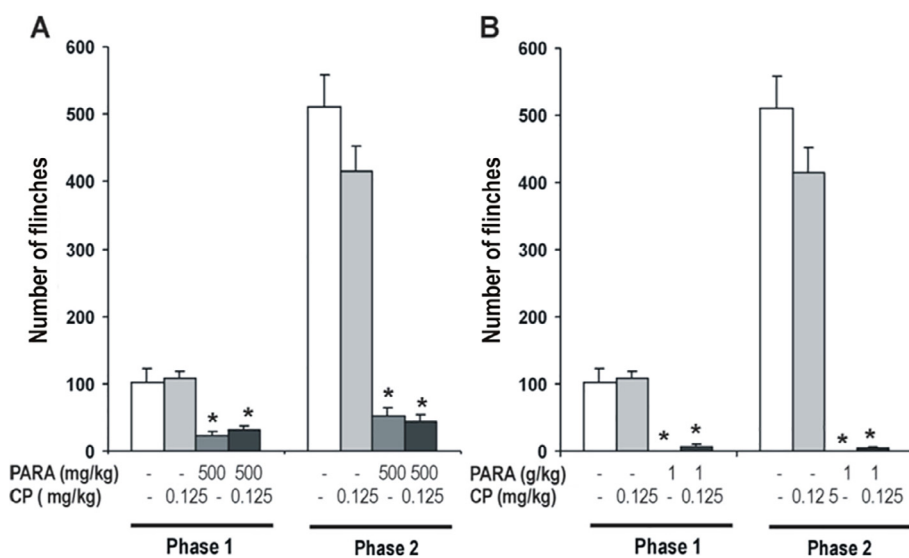 A
Number of flinches
600
500
400
300
200
100
0
* * * *
PARA (mg/kg) - - 500 500 - - 500 500
CP ( mg/kg) - 0.125 - 0.125 - 0.125 - 0.125
Phase 1 Phase 2
B
Number of flinches
600
500
400
300
200
100
0
* * * *
PARA (g/kg) - - 1 1 - - 1 1
CP (mg/kg) - 0.125 - 0.125 - 0.12 5 - 0.125
Phase 1 Phase 2